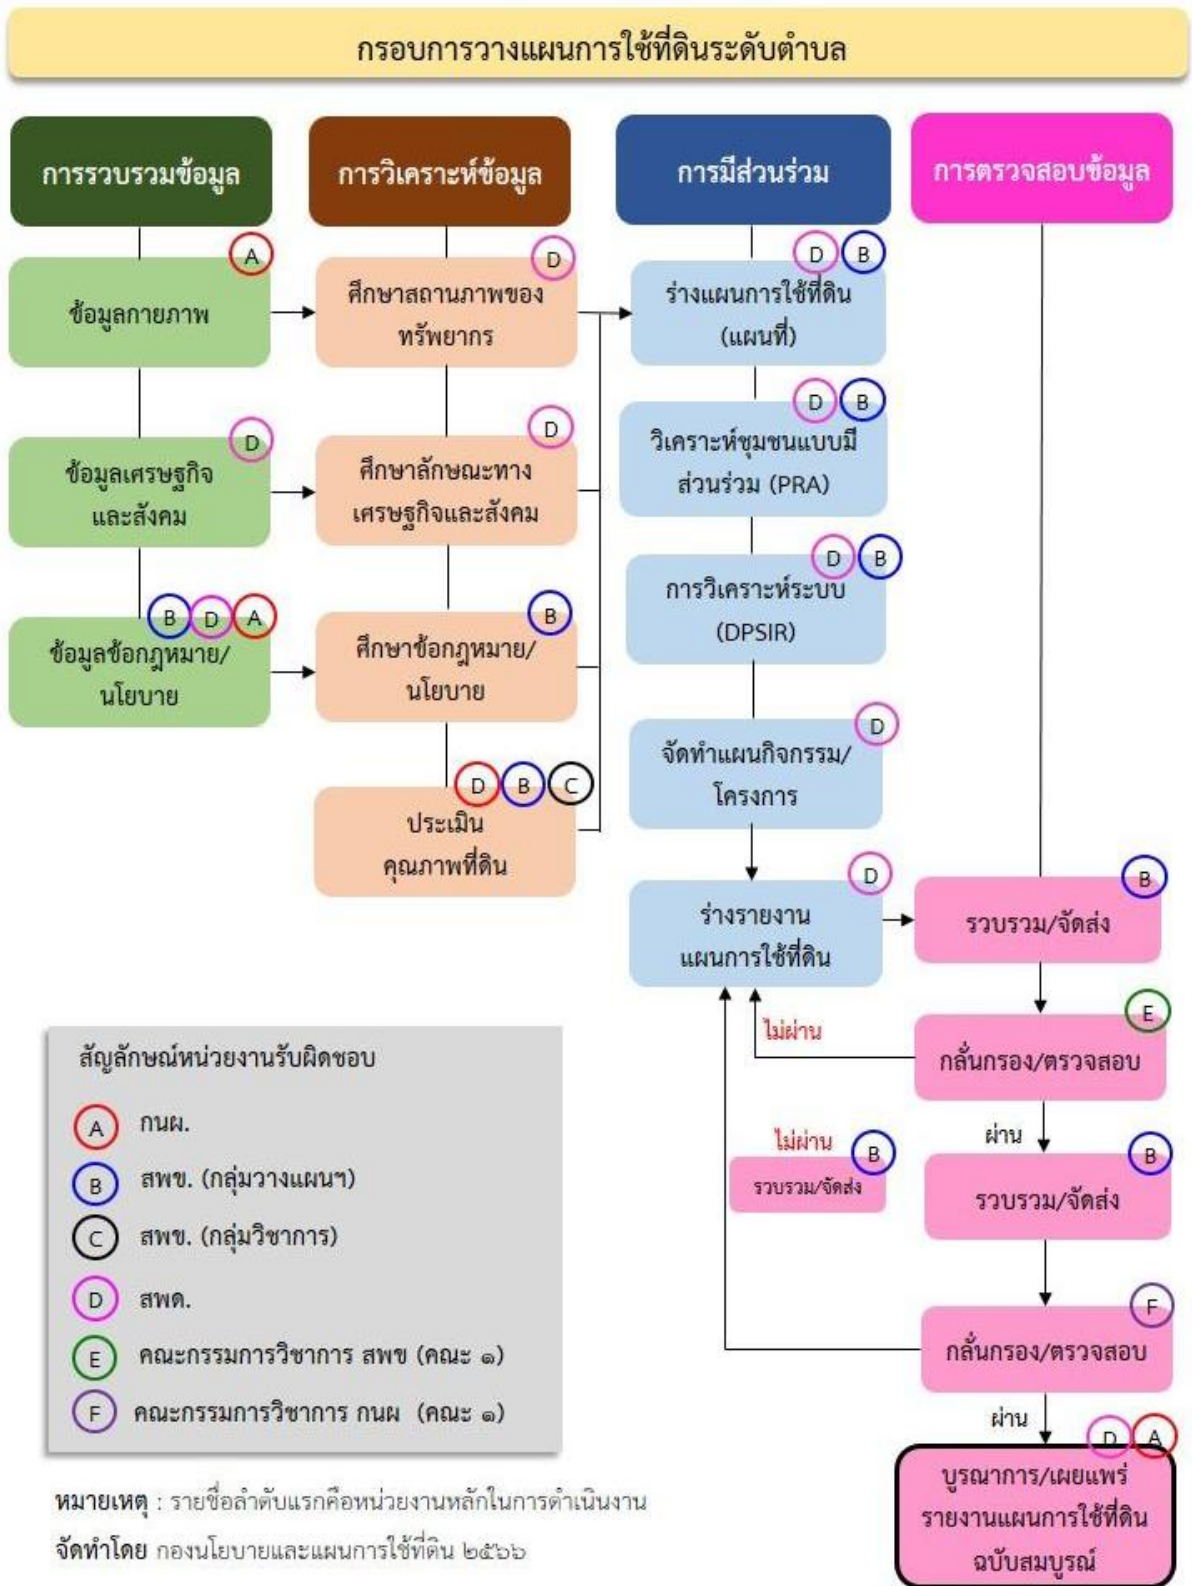 กรอบการวางแผนการใช้ที่ดินระดับตำบล
การรวบรวมข้อมูล
A
ข้อมูลกายภาพ
D
ข้อมูลเศรษฐกิจ
และสังคม
B D A
ข้อมูลข้อกฎหมาย/
นโยบาย
การวิเคราะห์ข้อมูล
D
ศึกษาสถานภาพของ
ทรัพยากร
D
ศึกษาลักษณะทาง
เศรษฐกิจและสังคม
B
ศึกษาข้อกฎหมาย/
นโยบาย
D B C
ประเมิน
คุณภาพที่ดิน
การมีส่วนร่วม
D B
ร่างแผนการใช้ที่ดิน
(แผนที่)
D B
วิเคราะห์ชุมชนแบบมี
ส่วนร่วม (PRA)
D B
การวิเคราะห์ระบบ
(DPSIR)
D
จัดทำแผนกิจกรรม/
โครงการ
D
ร่างรายงาน
แผนการใช้ที่ดิน
การตรวจสอบข้อมูล
B
รวบรวม/จัดส่ง
E
กลั่นกรอง/ตรวจสอบ
ไม่ผ่าน
ผ่าน
B
รวบรวม/จัดส่ง
ไม่ผ่าน
B
รวบรวม/จัดส่ง
F
กลั่นกรอง/ตรวจสอบ
ผ่าน
D A
บูรณาการ/เผยแพร่
รายงานแผนการใช้ที่ดิน
ฉบับสมบูรณ์
สัญลักษณ์หน่วยงานรับผิดชอบ
A กนผ.
B สพข. (กลุ่มวางแผนฯ)
C สพข. (กลุ่มวิชาการ)
D สพด.
E คณะกรรมการวิชาการ สพข (คณะ ๑)
F คณะกรรมการวิชาการ กนผ (คณะ ๑)
หมายเหตุ : รายชื่อลำดับแรกคือหน่วยงานหลักในการดำเนินงาน
จัดทำโดย กองนโยบายและแผนการใช้ที่ดิน ๒๕๖๖